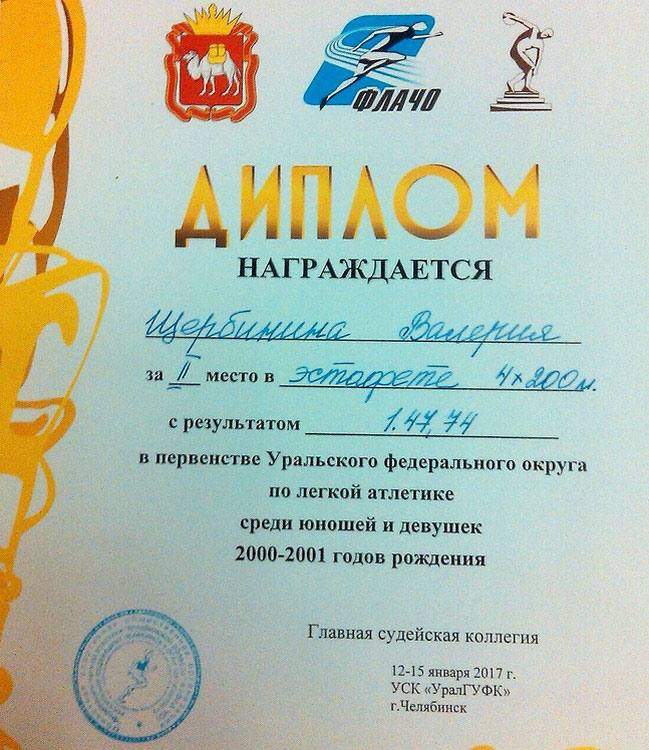 ФЛАЧО
ДИПЛОМ
НАГРАЖДАЕТСЯ
Щербинина Валерия
за II место в эстафете 4×200м.
с результатом 1.47,74
в первенстве Уральского федерального округа
по легкой атлетике
среди юношей и девушек
2000-2001 годов рождения
Главная судейская коллегия
12-15 января 2017 г.
УСК «УралГУФК»
г.Челябинск